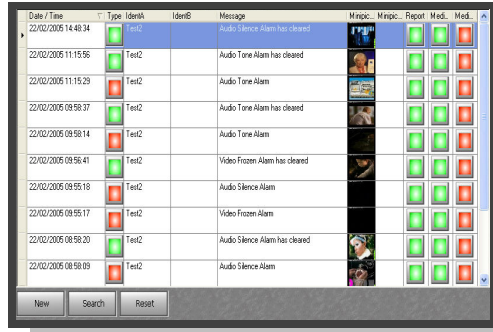 Date / Time Type IdentA IdentB Message Minipic... Minipic... Report Medi.. Medi...
22/02/2005 14:48:34 Test2 Audio Silence Alarm has cleared
22/02/2005 11:15:56 Test2 Audio Tone Alarm has cleared
22/02/2005 11:15:29 Test2 Audio Tone Alarm
22/02/2005 09:58:37 Test2 Audio Tone Alarm has cleared
22/02/2005 09:58:14 Test2 Audio Tone Alarm
22/02/2005 09:56:41 Test2 Video Frozen Alarm has cleared
22/02/2005 09:55:18 Test2 Audio Silence Alarm
22/02/2005 09:55:17 Test2 Video Frozen Alarm
22/02/2005 08:58:20 Test2 Audio Silence Alarm has cleared
22/02/2005 08:58:09 Test2 Audio Silence Alarm
New Search Reset